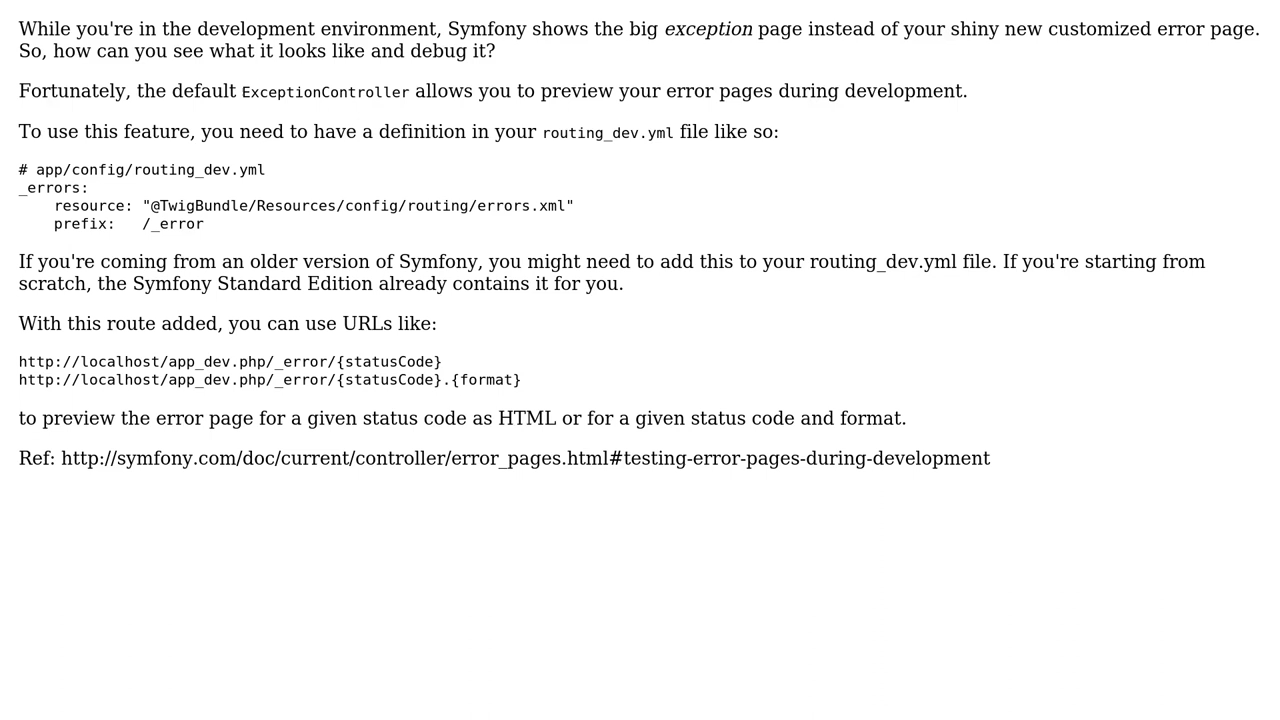 While you're in the development environment, Symfony shows the big exception page instead of your shiny new customized error page.
So, how can you see what it looks like and debug it?
Fortunately, the default ExceptionController allows you to preview your error pages during development.
To use this feature, you need to have a definition in your routing_dev.yml file like so:
# app/config/routing_dev.yml
_errors:
    resource: "@TwigBundle/Resources/config/routing/errors.xml"
    prefix:   /_error
If you're coming from an older version of Symfony, you might need to add this to your routing_dev.yml file. If you're starting from
scratch, the Symfony Standard Edition already contains it for you.
With this route added, you can use URLs like:
http://localhost/app_dev.php/_error/{statusCode}
http://localhost/app_dev.php/_error/{statusCode}.{format}
to preview the error page for a given status code as HTML or for a given status code and format.
Ref: http://symfony.com/doc/current/controller/error_pages.html#testing-error-pages-during-development